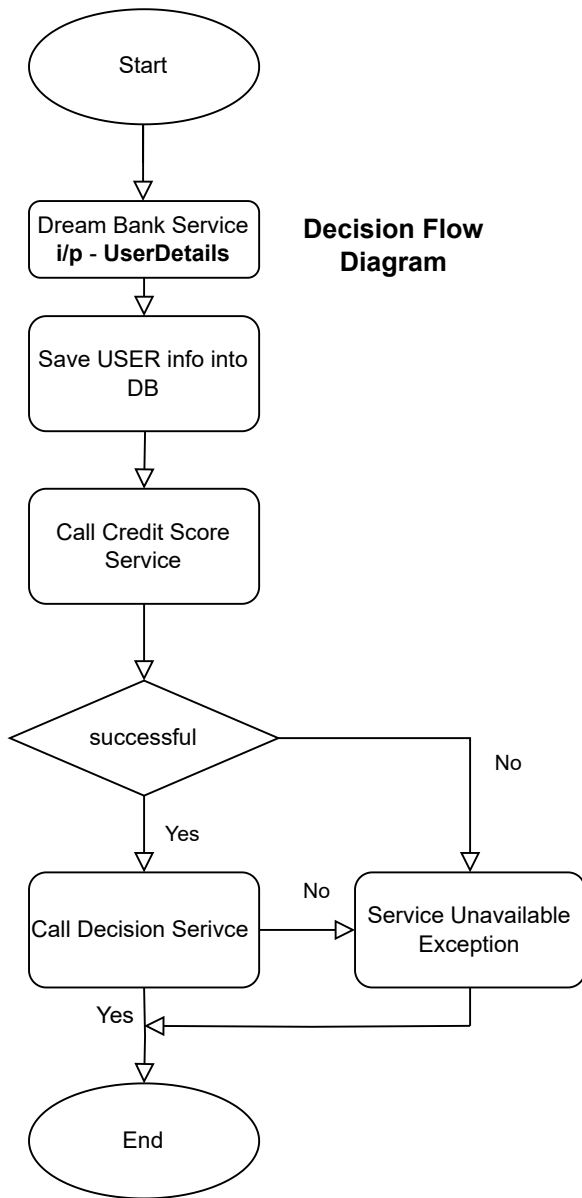 Start
Dream Bank Service
i/p - UserDetails
Decision Flow
Diagram
Save USER info into
DB
Call Credit Score
Service
successful
No
Yes
Call Decision Serivce
No
Service Unavailable
Exception
Yes
End